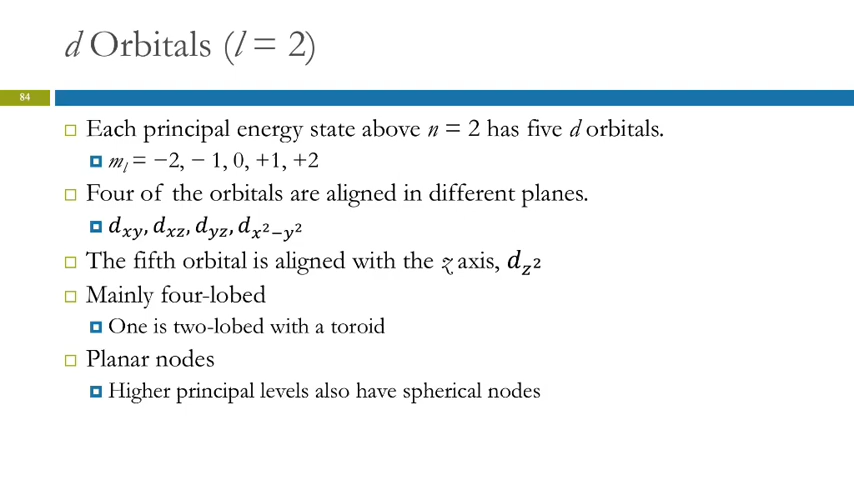 d Orbitals (l = 2)
84
Each principal energy state above n = 2 has five d orbitals.
mₗ = −2, − 1, 0, +1, +2
Four of the orbitals are aligned in different planes.
𝑑𝑥𝑦, 𝑑𝑥𝑧, 𝑑𝑦𝑧, 𝑑𝑥²−𝑦²
The fifth orbital is aligned with the z axis, 𝑑𝑧²
Mainly four-lobed
One is two-lobed with a toroid
Planar nodes
Higher principal levels also have spherical nodes